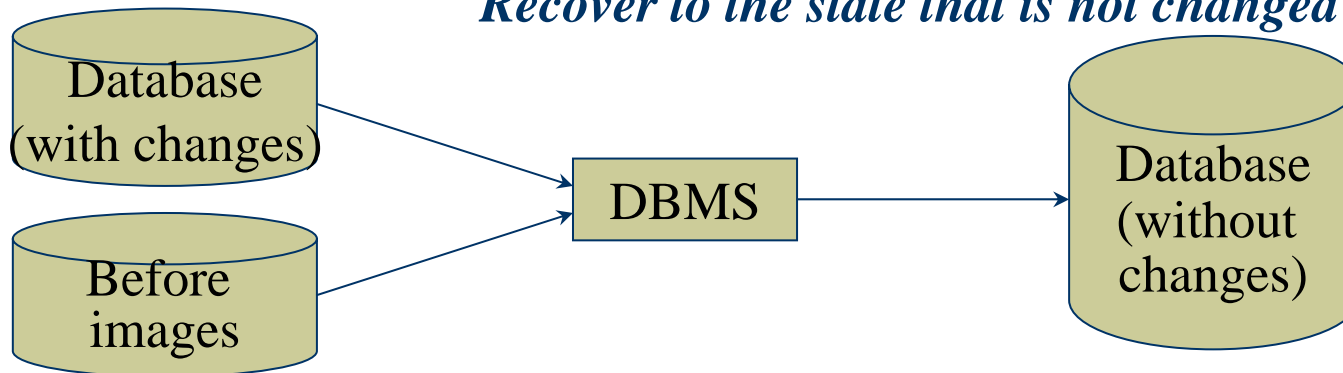 Recover to the state that is not changed
Database
(with changes)
DBMS
Before
images
Database
(without
changes)